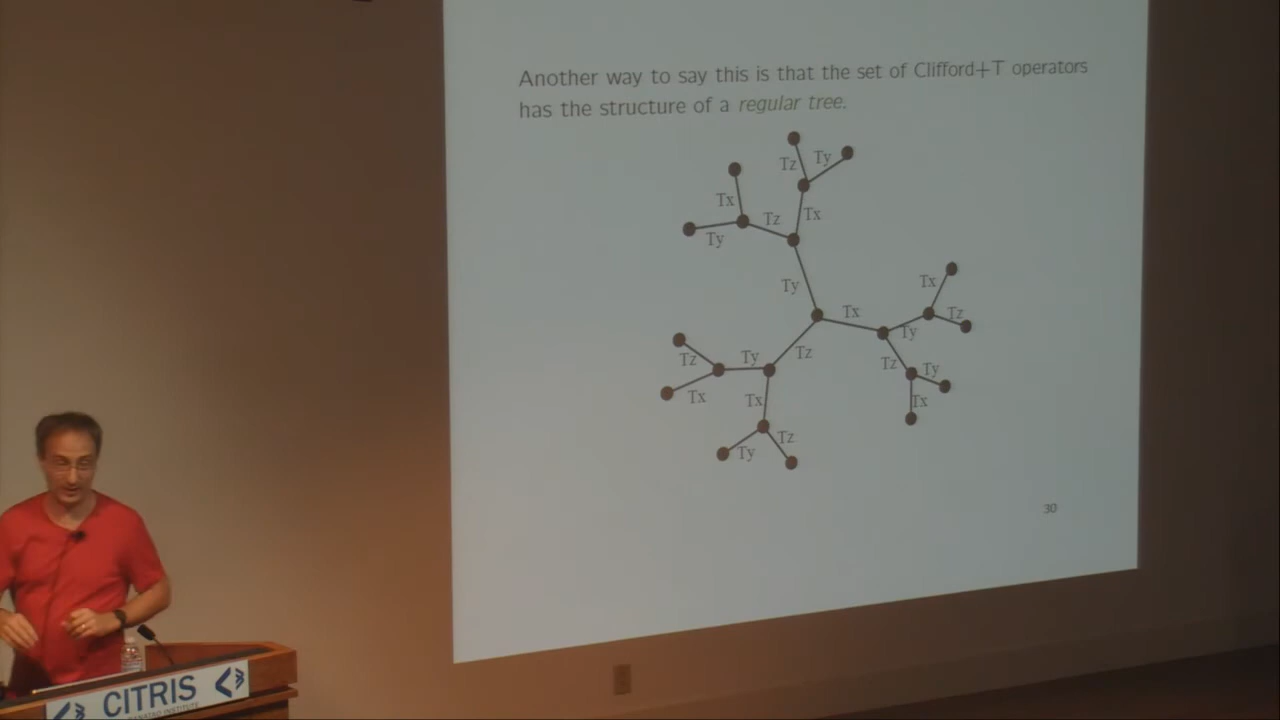 Another way to say this is that the set of Clifford+T operators
has the structure of a regular tree.
Tz Ty
Tx
Tz Tx
Ty
Ty
Tx
Tx
Tz
Ty
Tz
Ty
Tz
Tz Ty
Tx
Tx
Tx
Tz
Ty
30
CITRIS